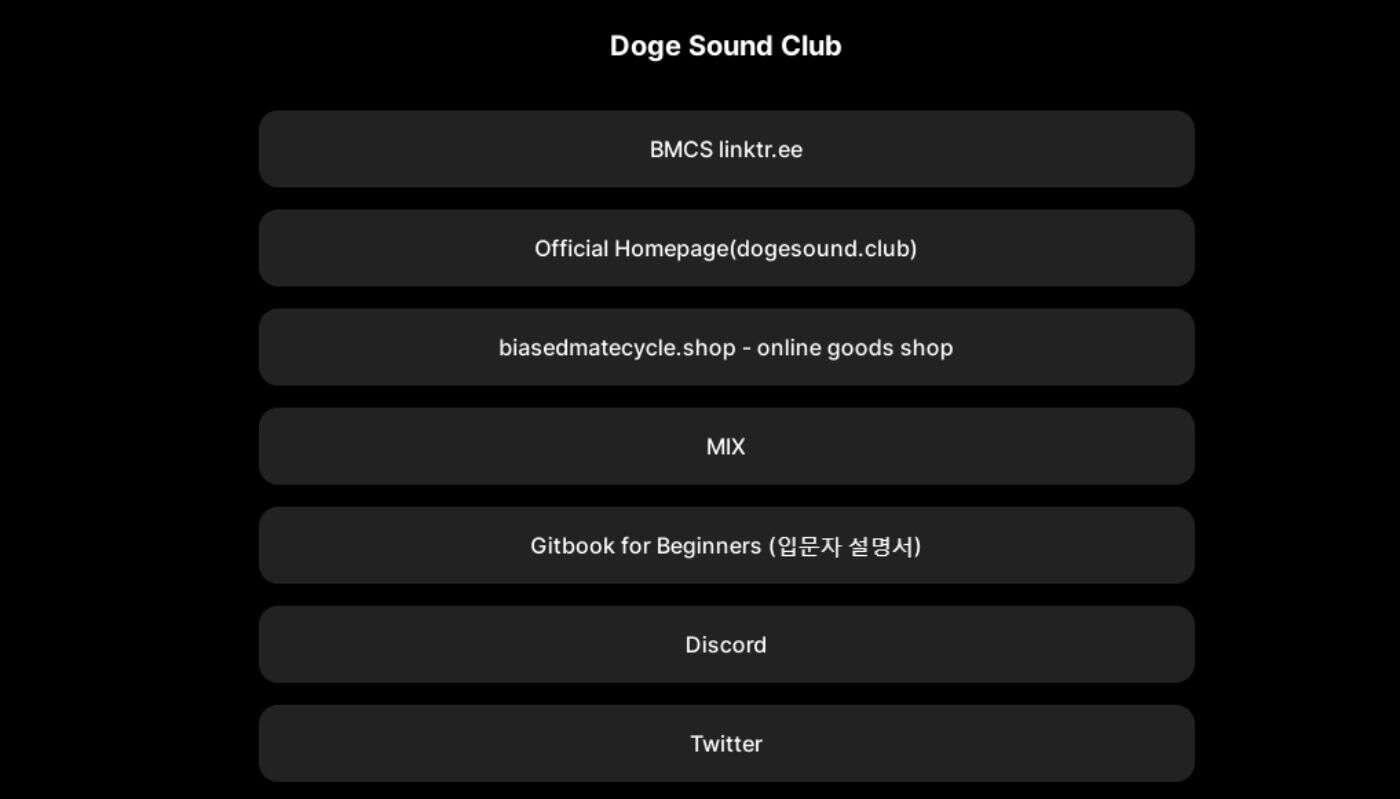 Doge Sound Club
BMCS linktr.ee
Official Homepage(dogesound.club)
biasedmatecycle.shop - online goods shop
MIX
Gitbook for Beginners (입문자 설명서)
Discord
Twitter